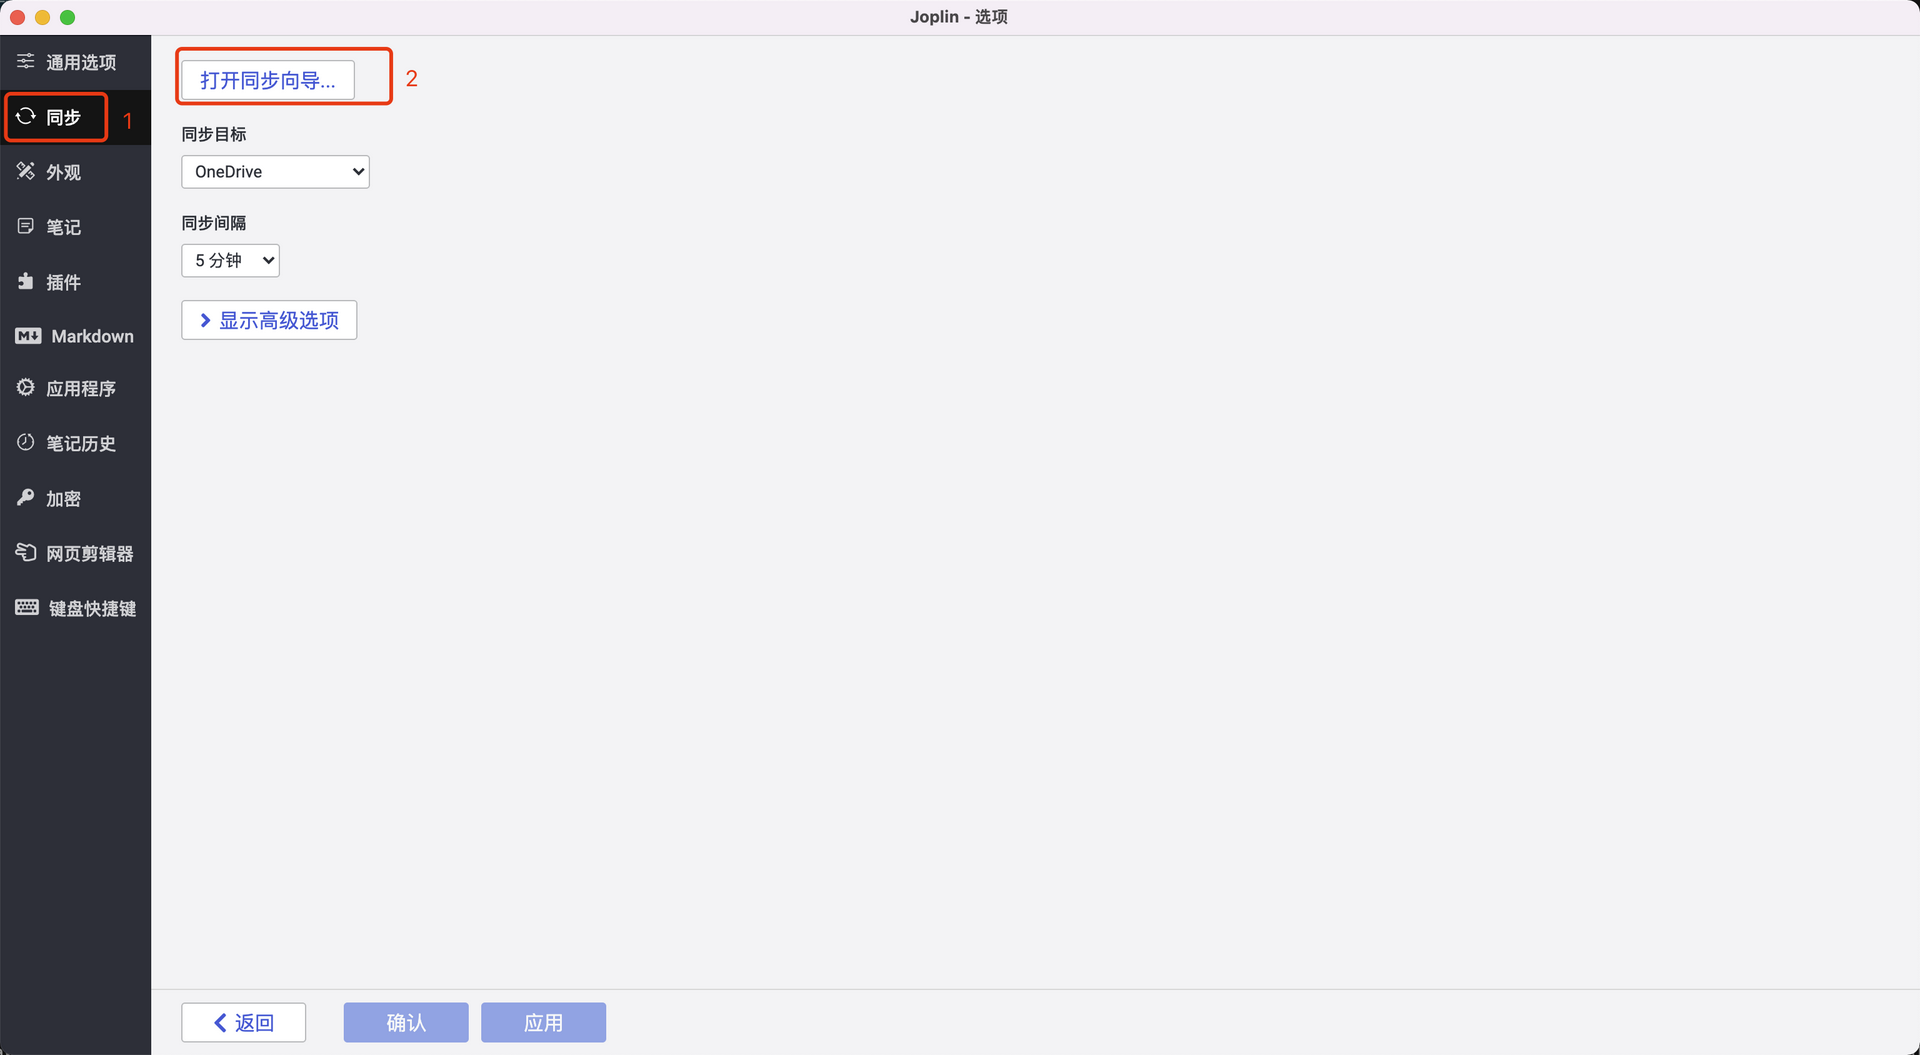 Joplin - 选项
通用选项
同步
1
外观
笔记
插件
Markdown
应用程序
笔记历史
加密
网页剪辑器
键盘快捷键
打开同步向导...
2
同步目标
OneDrive
同步间隔
5 分钟
显示高级选项
返回
确认
应用